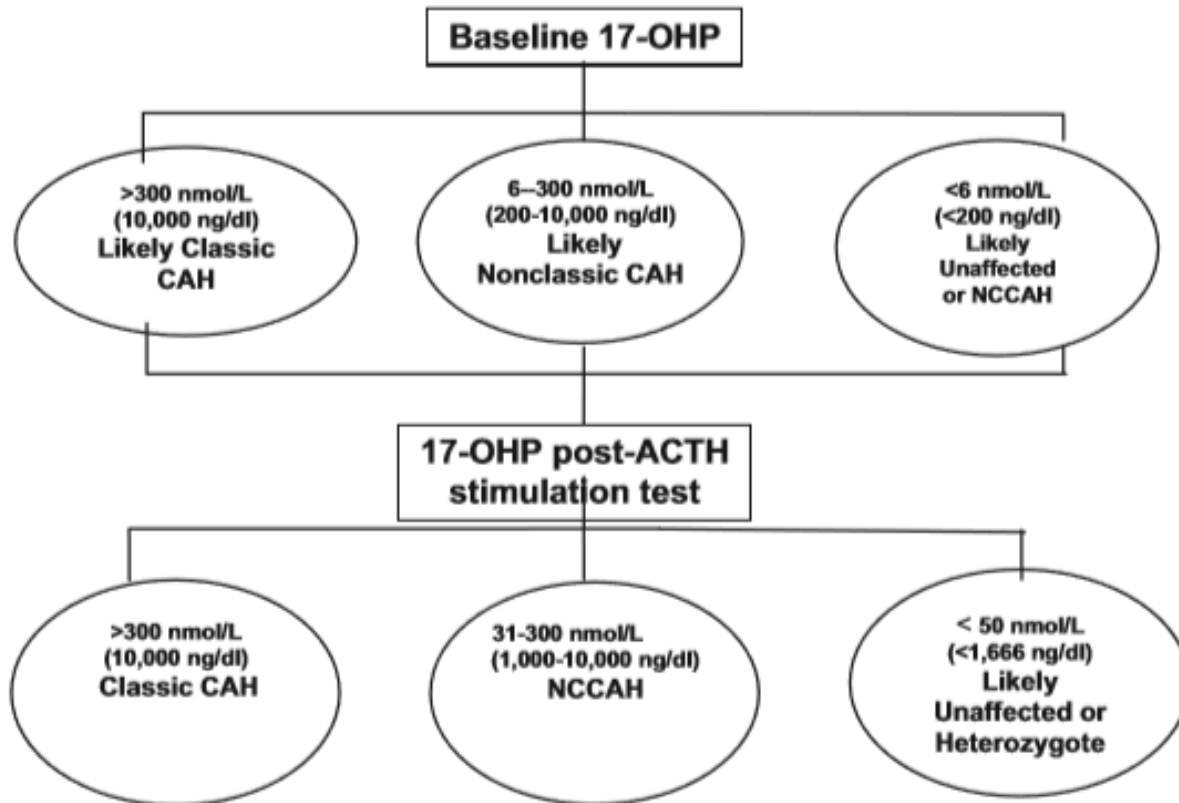 Baseline 17-OHP
>300 nmol/L
(10,000 ng/dl)
Likely Classic
CAH
6–300 nmol/L
(200-10,000 ng/dl)
Likely
Nonclassic CAH
<6 nmol/L
(<200 ng/dl)
Likely
Unaffected
or NCCAH
17-OHP post-ACTH
stimulation test
>300 nmol/L
(10,000 ng/dl)
Classic CAH
31-300 nmol/L
(1,000-10,000 ng/dl)
NCCAH
< 50 nmol/L
(<1,666 ng/dl)
Likely
Unaffected or
Heterozygote